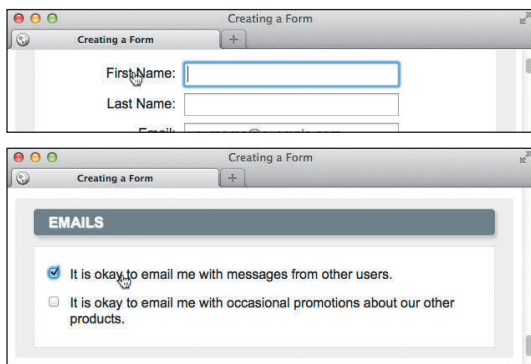 Creating a Form
Creating a Form
First Name:
Last Name:
Creating a Form
Creating a Form
EMAILS
It is okay to email me with messages from other users.
It is okay to email me with occasional promotions about our other
products.